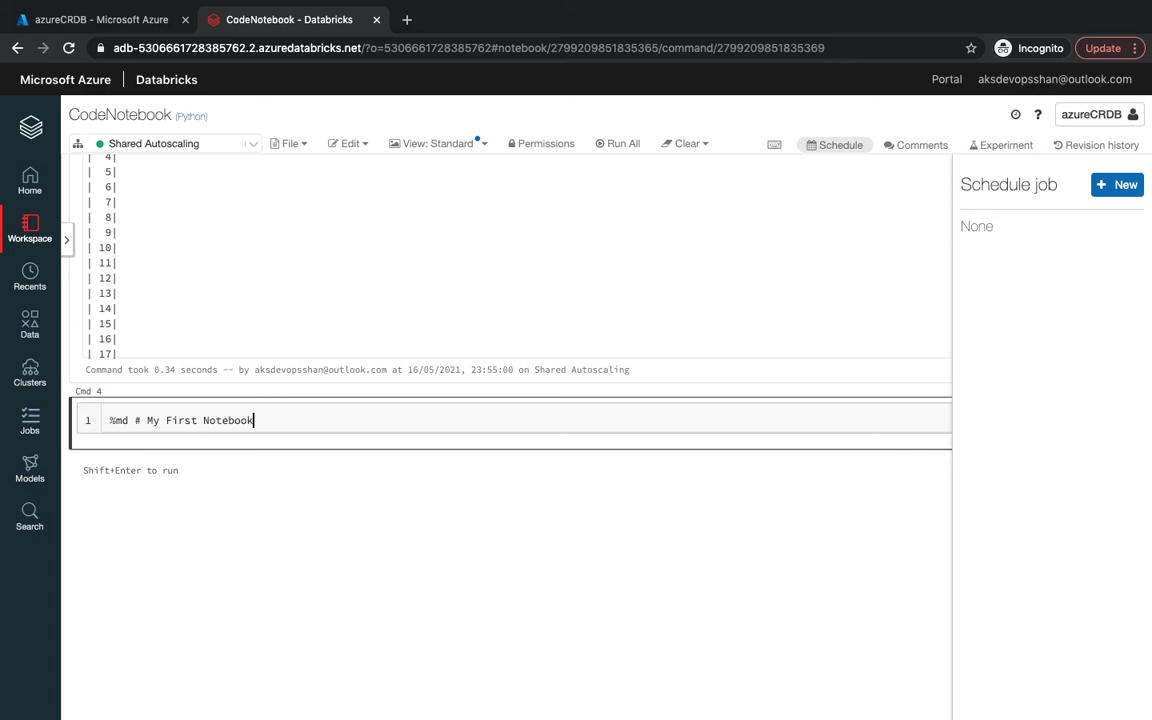 azureCRDB - Microsoft Azure
CodeNotebook - Databricks
adb-5306661728385762.2.azuredatabricks.net/?o=5306661728385762#notebook/2799209851835365/command/2799209851835369
Incognito
Update
Microsoft Azure
Databricks
Portal
aksdevopsshan@outlook.com
CodeNotebook (Python)
azureCRDB
Shared Autoscaling
File
Edit
View: Standard
Permissions
Run All
Clear
Schedule
Comments
Experiment
Revision history
Home
Workspace
Recents
Data
Clusters
Jobs
Models
Search
| 4|
| 5|
| 6|
| 7|
| 8|
| 9|
| 10|
| 11|
| 12|
| 13|
| 14|
| 15|
| 16|
| 17|
Command took 0.34 seconds -- by aksdevopsshan@outlook.com at 16/05/2021, 23:55:00 on Shared Autoscaling
Cmd 4
1 %md # My First Notebook
Shift+Enter to run
Schedule job
+ New
None